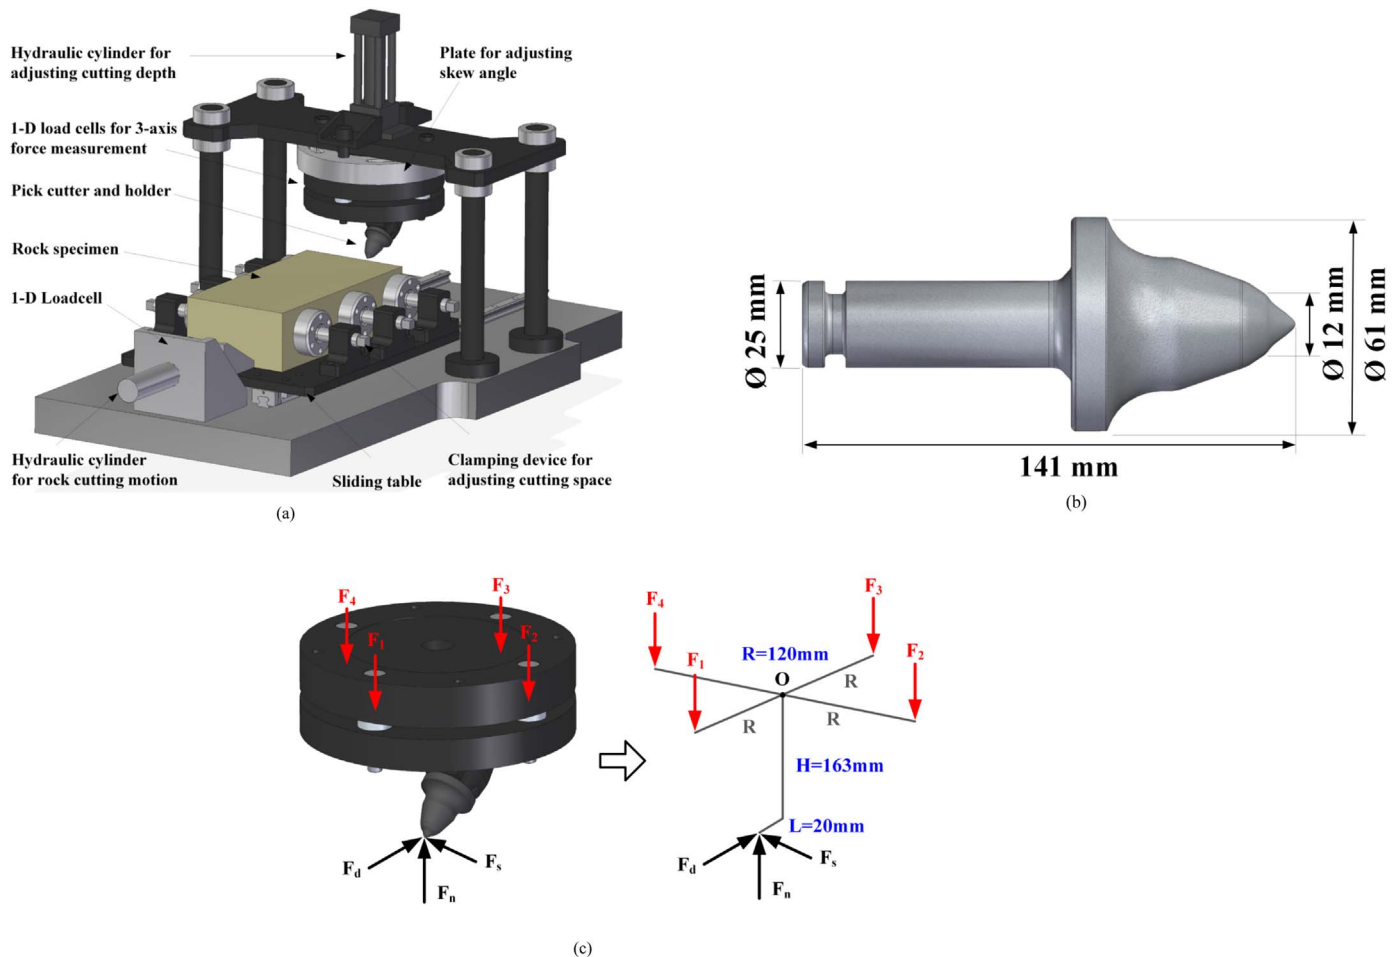 Hydraulic cylinder for
adjusting cutting depth
Plate for adjusting
skew angle
1-D load cells for 3-axis
force measurement
Pick cutter and holder
Rock specimen
1-D Loadcell
Hydraulic cylinder
for rock cutting motion
Sliding table
Clamping device for
adjusting cutting space
(a)
Ø 25 mm
Ø 12 mm
Ø 61 mm
141 mm
(b)
F4
F3
F1
F2
Fd
Fs
Fn
F4
F3
F1
F2
R=120mm
O
R
R
R
H=163mm
L=20mm
Fd
Fs
Fn
(c)